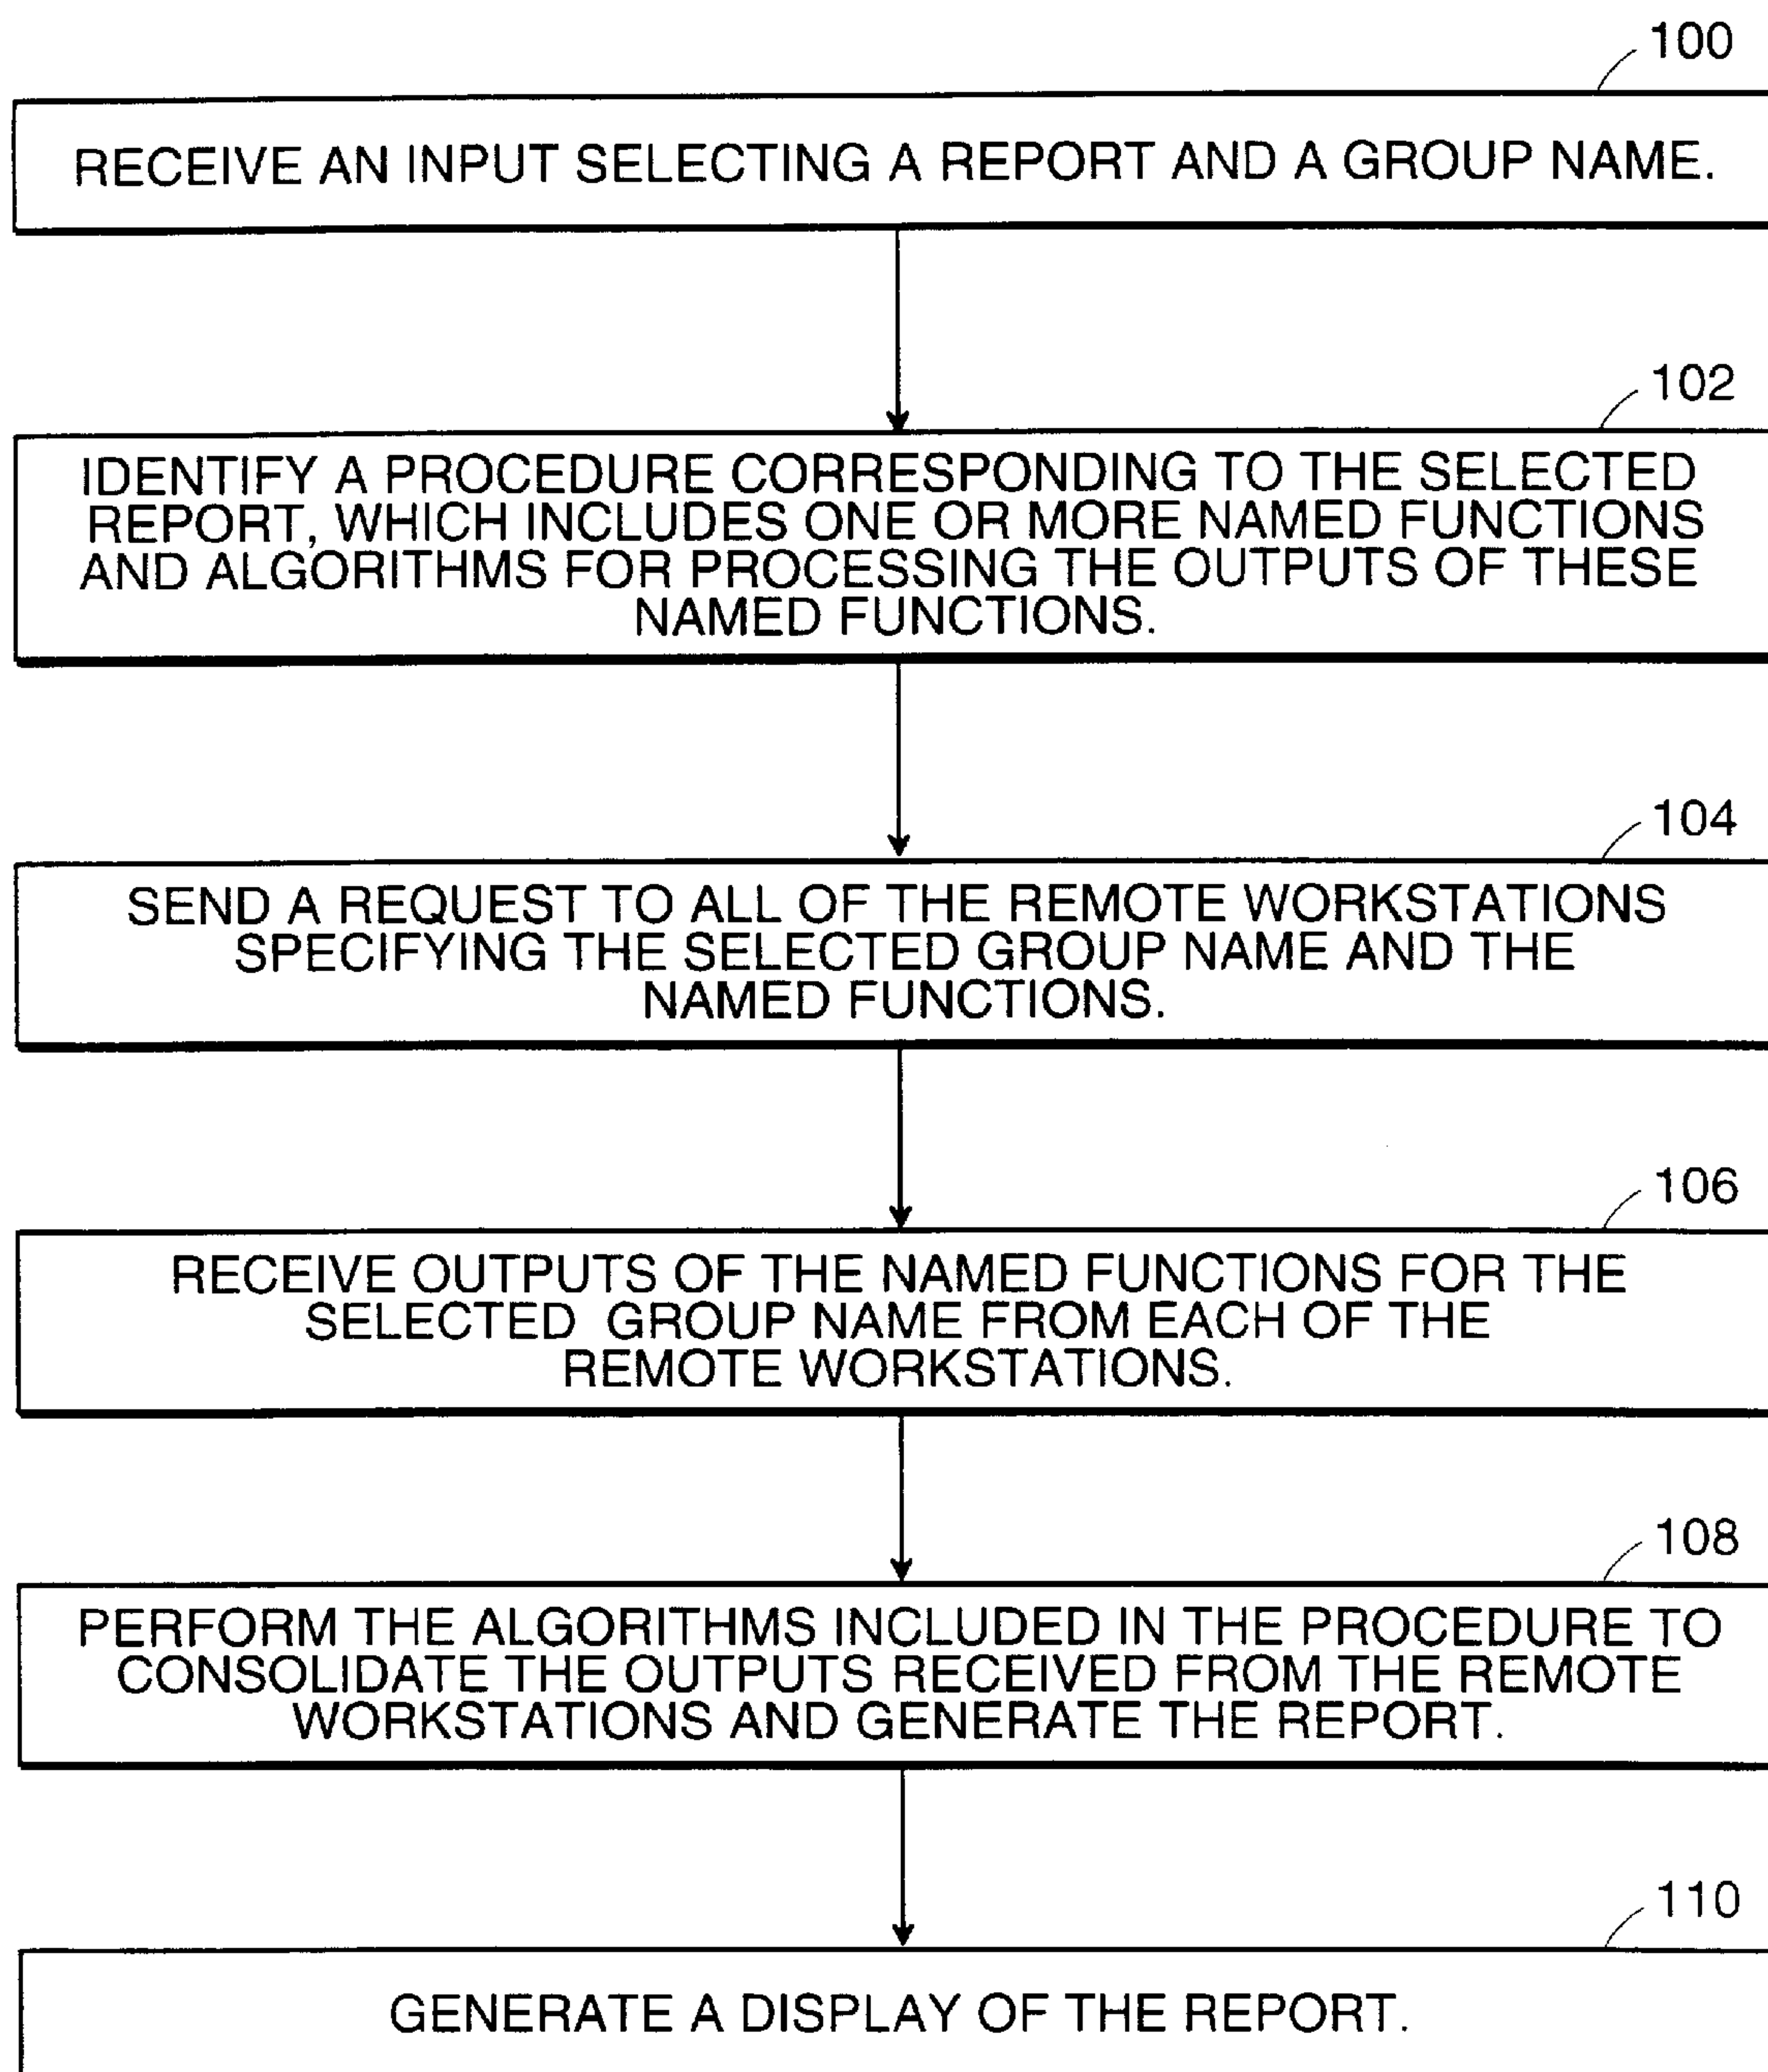 100
RECEIVE AN INPUT SELECTING A REPORT AND A GROUP NAME.
102
IDENTIFY A PROCEDURE CORRESPONDING TO THE SELECTED
REPORT, WHICH INCLUDES ONE OR MORE NAMED FUNCTIONS
AND ALGORITHMS FOR PROCESSING THE OUTPUTS OF THESE
NAMED FUNCTIONS.
104
SEND A REQUEST TO ALL OF THE REMOTE WORKSTATIONS
SPECIFYING THE SELECTED GROUP NAME AND THE
NAMED FUNCTIONS.
106
RECEIVE OUTPUTS OF THE NAMED FUNCTIONS FOR THE
SELECTED GROUP NAME FROM EACH OF THE
REMOTE WORKSTATIONS.
108
PERFORM THE ALGORITHMS INCLUDED IN THE PROCEDURE TO
CONSOLIDATE THE OUTPUTS RECEIVED FROM THE REMOTE
WORKSTATIONS AND GENERATE THE REPORT.
110
GENERATE A DISPLAY OF THE REPORT.